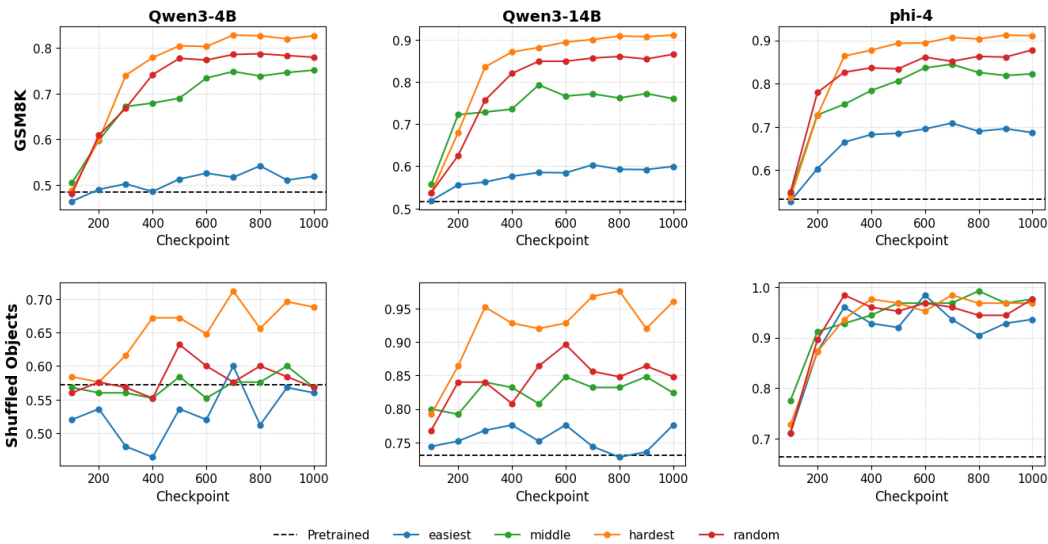 Qwen3-4B Qwen3-14B phi-4
GSM8K
0.8
0.7
0.6
0.5
200 400 600 800 1000
Checkpoint
0.9
0.8
0.7
0.6
0.5
200 400 600 800 1000
Checkpoint
0.9
0.8
0.7
0.6
200 400 600 800 1000
Checkpoint
Shuffled Objects
0.70
0.65
0.60
0.55
0.50
200 400 600 800 1000
Checkpoint
0.95
0.90
0.85
0.80
0.75
200 400 600 800 1000
Checkpoint
1.0
0.9
0.8
0.7
200 400 600 800 1000
Checkpoint
Pretrained easiest middle hardest random